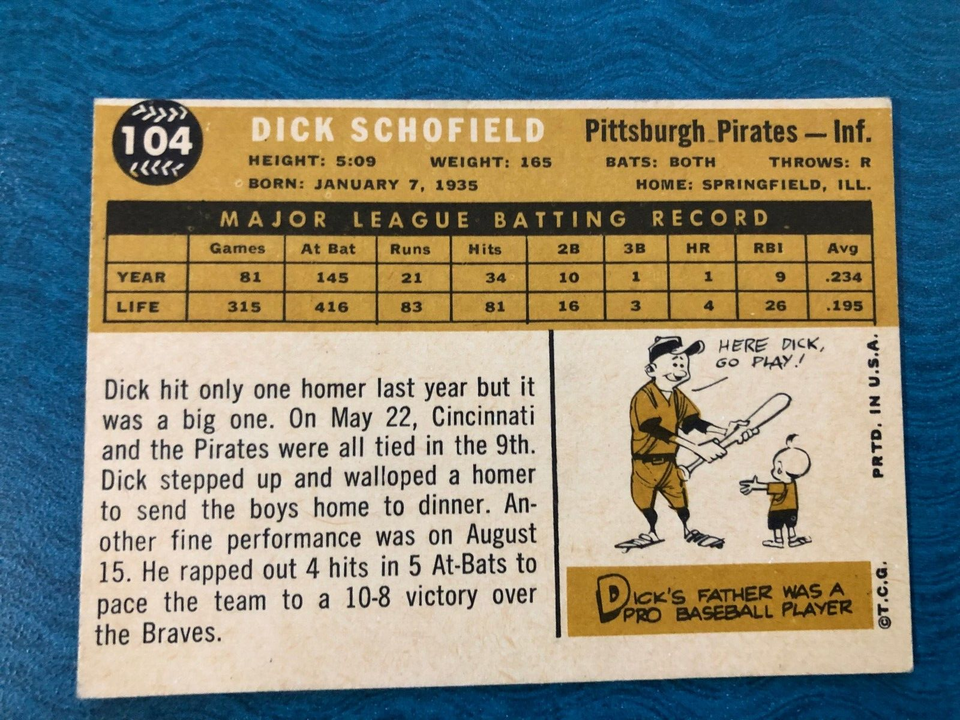 104
DICK SCHOFIELD Pittsburgh Pirates — Inf.
HEIGHT: 5:09 WEIGHT: 165 BATS: BOTH THROWS: R
BORN: JANUARY 7, 1935 HOME: SPRINGFIELD, ILL.
MAJOR LEAGUE BATTING RECORD
Games At Bat Runs Hits 2B 3B HR RBI Avg
YEAR 81 145 21 34 10 1 1 9 .234
LIFE 315 416 83 81 16 3 4 26 .195
Dick hit only one homer last year but it
was a big one. On May 22, Cincinnati
and the Pirates were all tied in the 9th.
Dick stepped up and walloped a homer
to send the boys home to dinner. An-
other fine performance was on August
15. He rapped out 4 hits in 5 At-Bats to
pace the team to a 10-8 victory over
the Braves.
HERE DICK,
GO PLAY!
DICK'S FATHER WAS A
PRO BASEBALL PLAYER
PRTD. IN U.S.A.
©T.C.G.